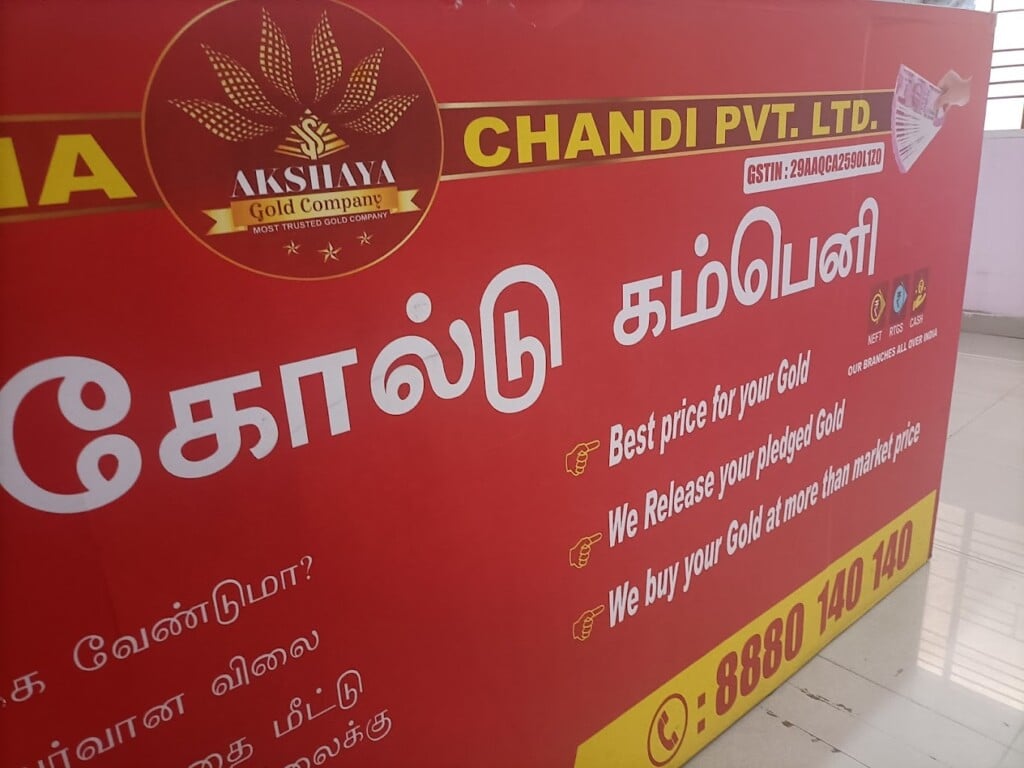 CHANDI PVT. LTD.
GSTIN : 29AAQCA2590L1Z0
AKSHAYA
Gold Company
MOST TRUSTED GOLD COMPANY
கோல்டு கம்பெனி
NEFT RTGS CASH
OUR BRANCHES ALL OVER INDIA
Best price for your Gold
We Release your pledged Gold
We buy your Gold at more than market price
வேண்டுமா?
விலை
மீட்டு
: 8880 140 140